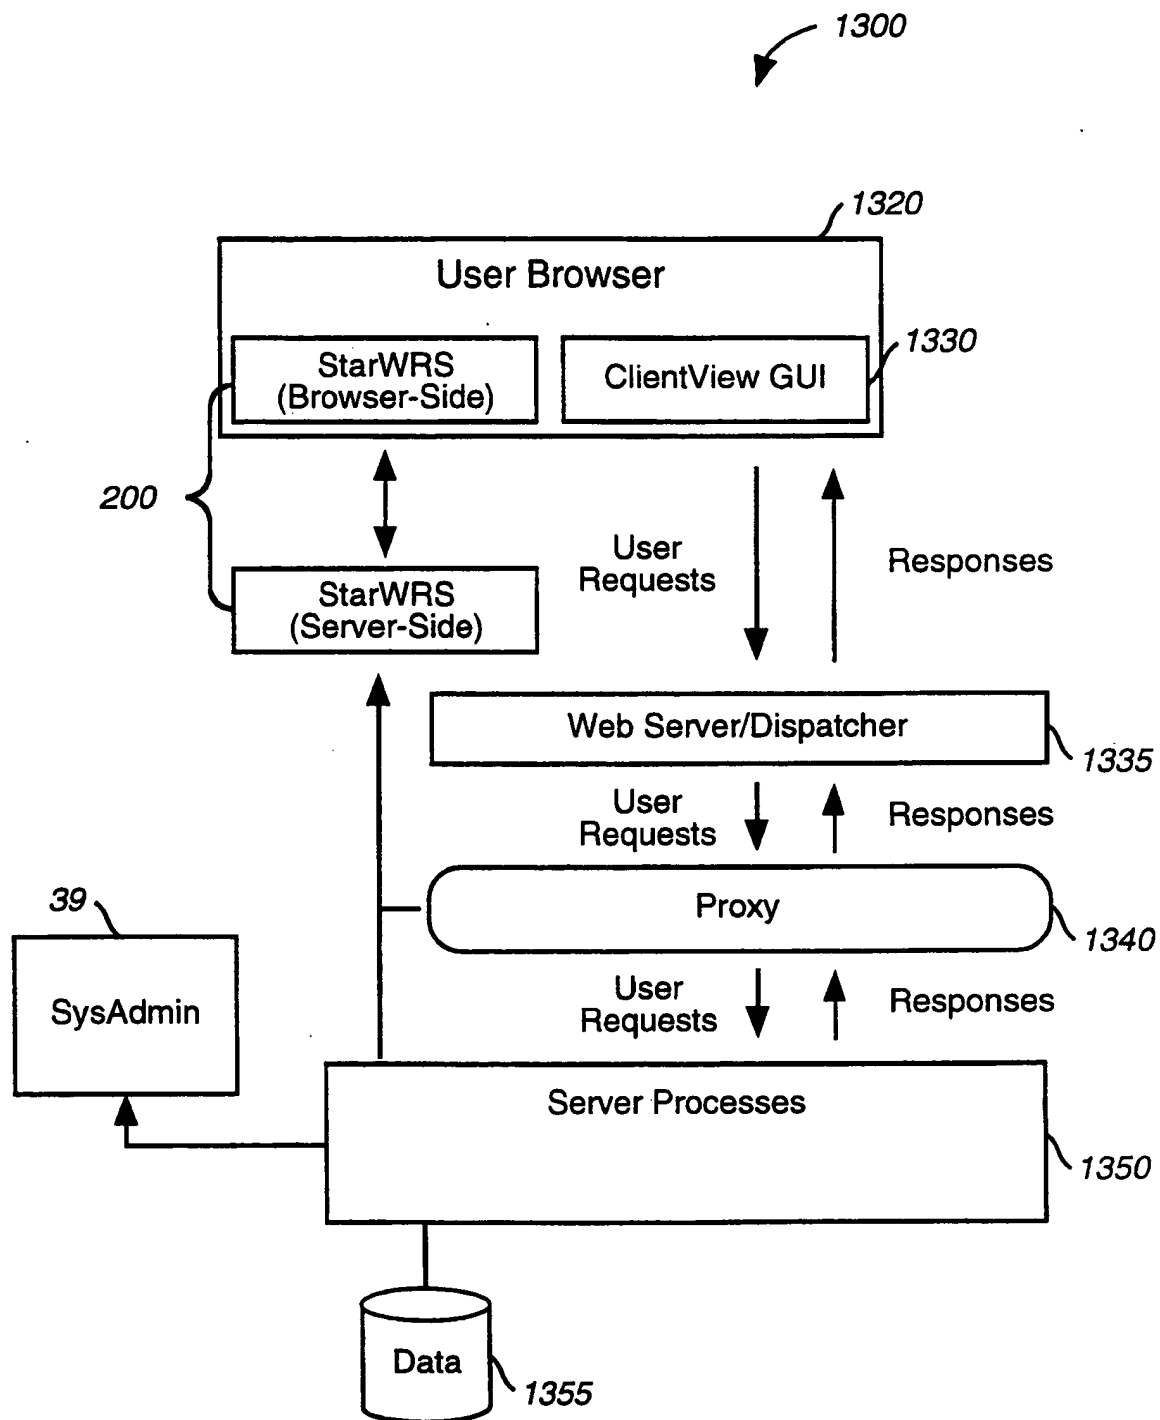 1300
1320
User Browser
1330
StarWRS
(Browser-Side)
ClientView GUI
200
User
Requests
Responses
StarWRS
(Server-Side)
Web Server/Dispatcher
1335
User
Requests
Responses
39
Proxy
1340
SysAdmin
User
Requests
Responses
Server Processes
1350
Data
1355